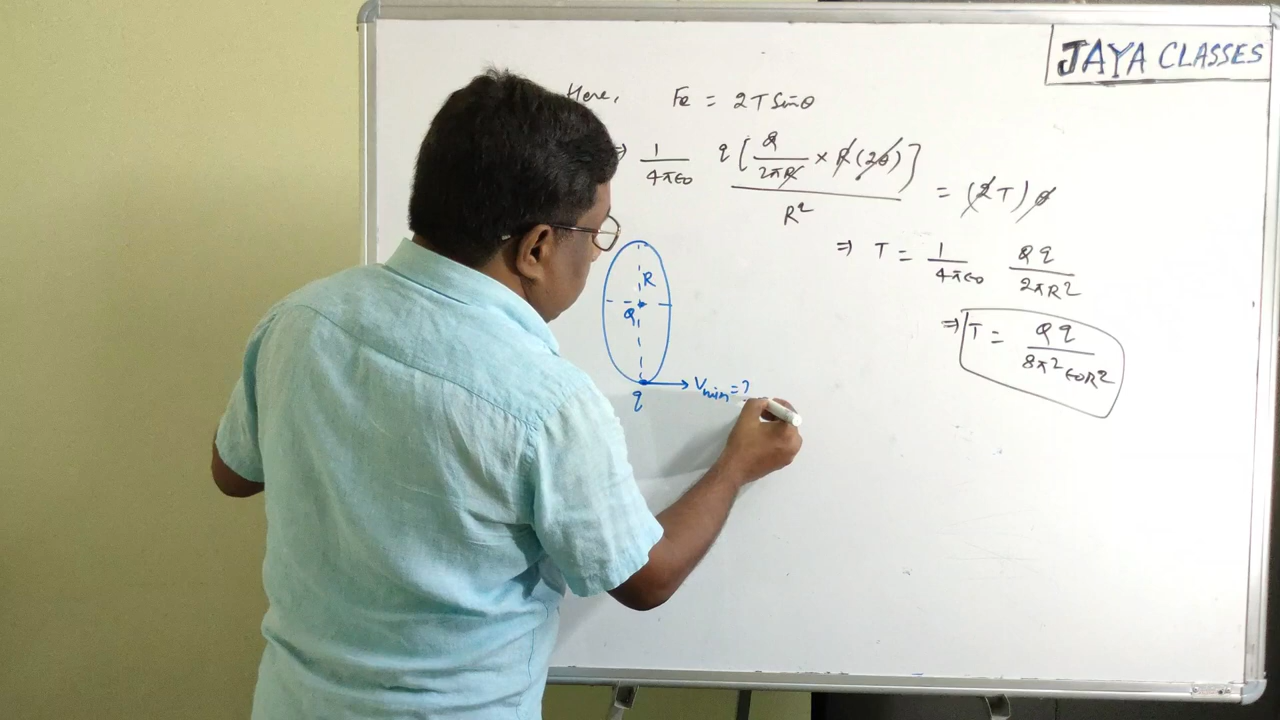 JAYA CLASSES
Here, Fe = 2T Sinθ
⇒ 1/4πε0 q[Q/2πR × R(2θ)]/R² = (2T)θ
⇒ T = 1/4πε0 Qq/2πR²
⇒ T = Qq/8π²ε0R²
R
Q
q
Vmin = ?